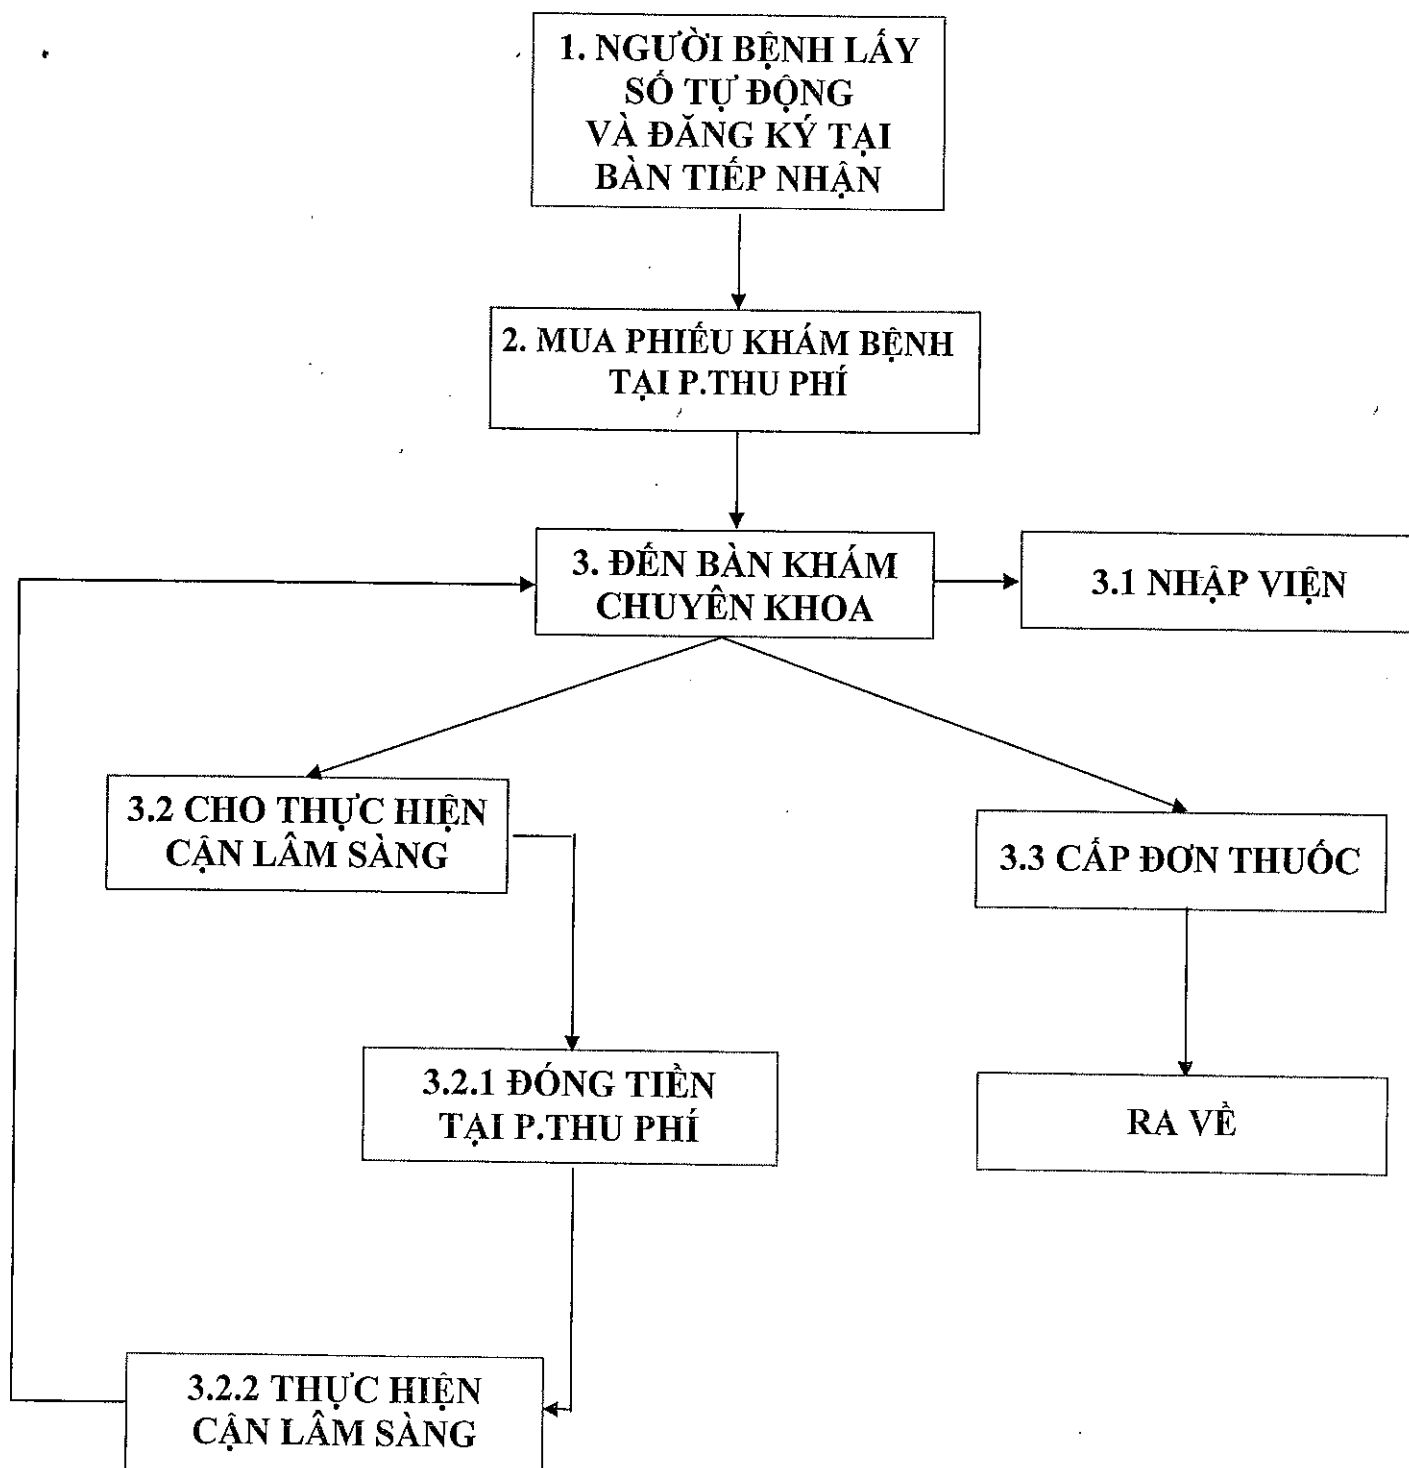 1. NGƯỜI BỆNH LẤY
SỐ TỰ ĐỘNG
VÀ ĐĂNG KÝ TẠI
BÀN TIẾP NHẬN
2. MUA PHIẾU KHÁM BỆNH
TẠI P.THU PHÍ
3. ĐẾN BÀN KHÁM
CHUYÊN KHOA
3.1 NHẬP VIỆN
3.2 CHO THỰC HIỆN
CẬN LÂM SÀNG
3.3 CẤP ĐƠN THUỐC
3.2.1 ĐÓNG TIỀN
TẠI P.THU PHÍ
RA VỀ
3.2.2 THỰC HIỆN
CẬN LÂM SÀNG